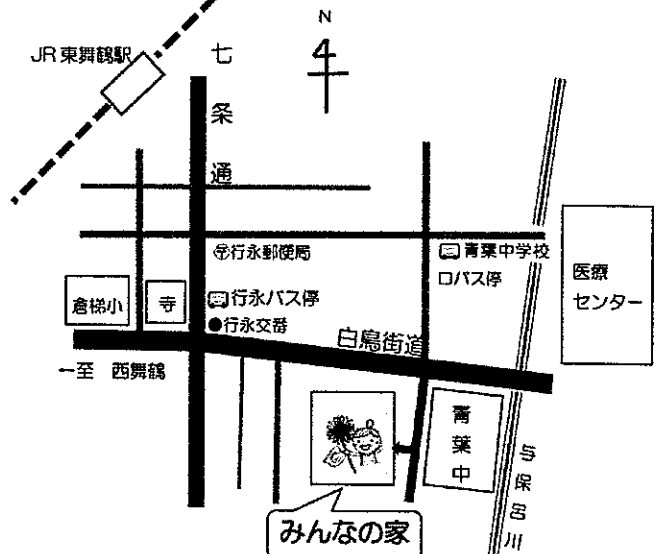 N
4
JR東舞鶴駅
七条通
〒行永郵便局
青葉中学校
口バス停
医療
センター
倉梯小
寺
行永バス停
●行永交番
白鳥街道
←至 西舞鶴
青葉中
与保呂川
みんなの家